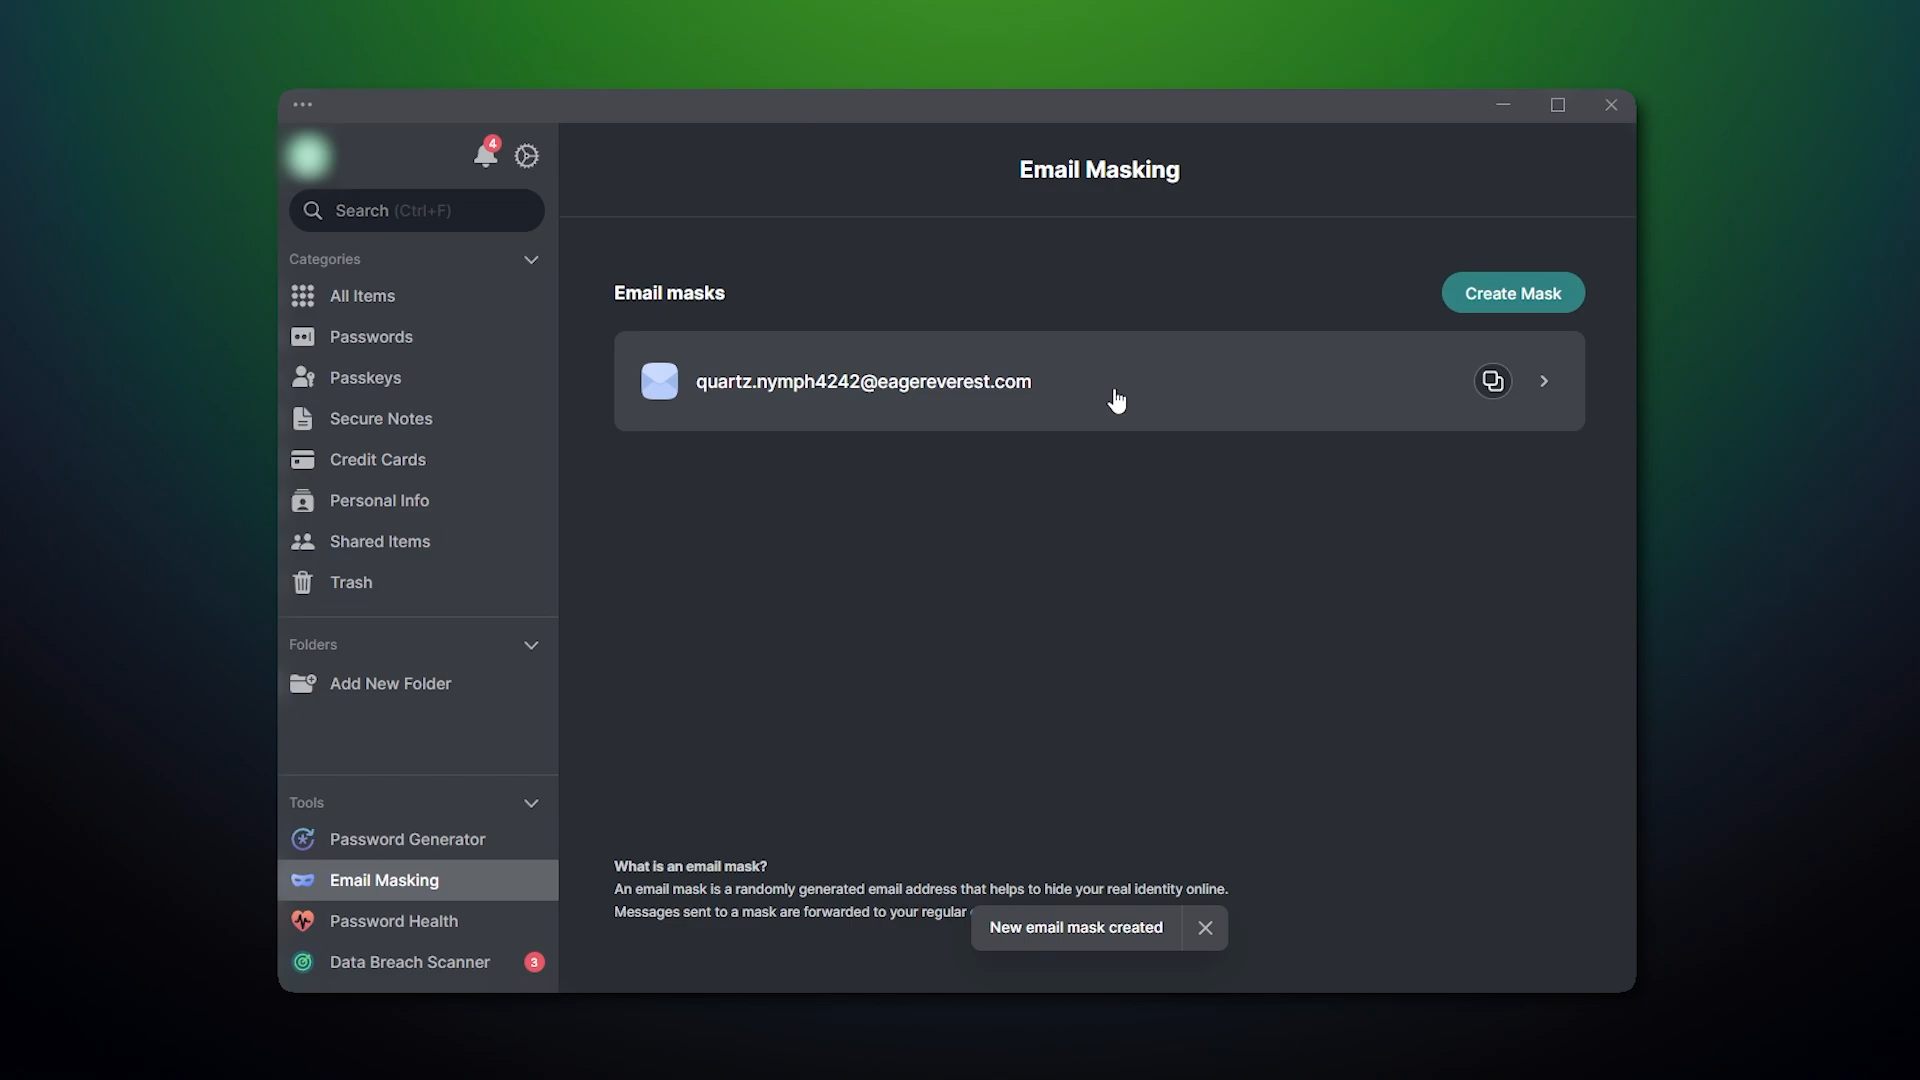 4
Search (Ctrl+F)
Categories
All Items
Passwords
Passkeys
Secure Notes
Credit Cards
Personal Info
Shared Items
Trash
Folders
Add New Folder
Tools
Password Generator
Email Masking
Password Health
Data Breach Scanner 3
Email Masking
Email masks
Create Mask
quartz.nymph4242@eagereverest.com
What is an email mask?
An email mask is a randomly generated email address that helps to hide your real identity online.
Messages sent to a mask are forwarded to your regular
New email mask created